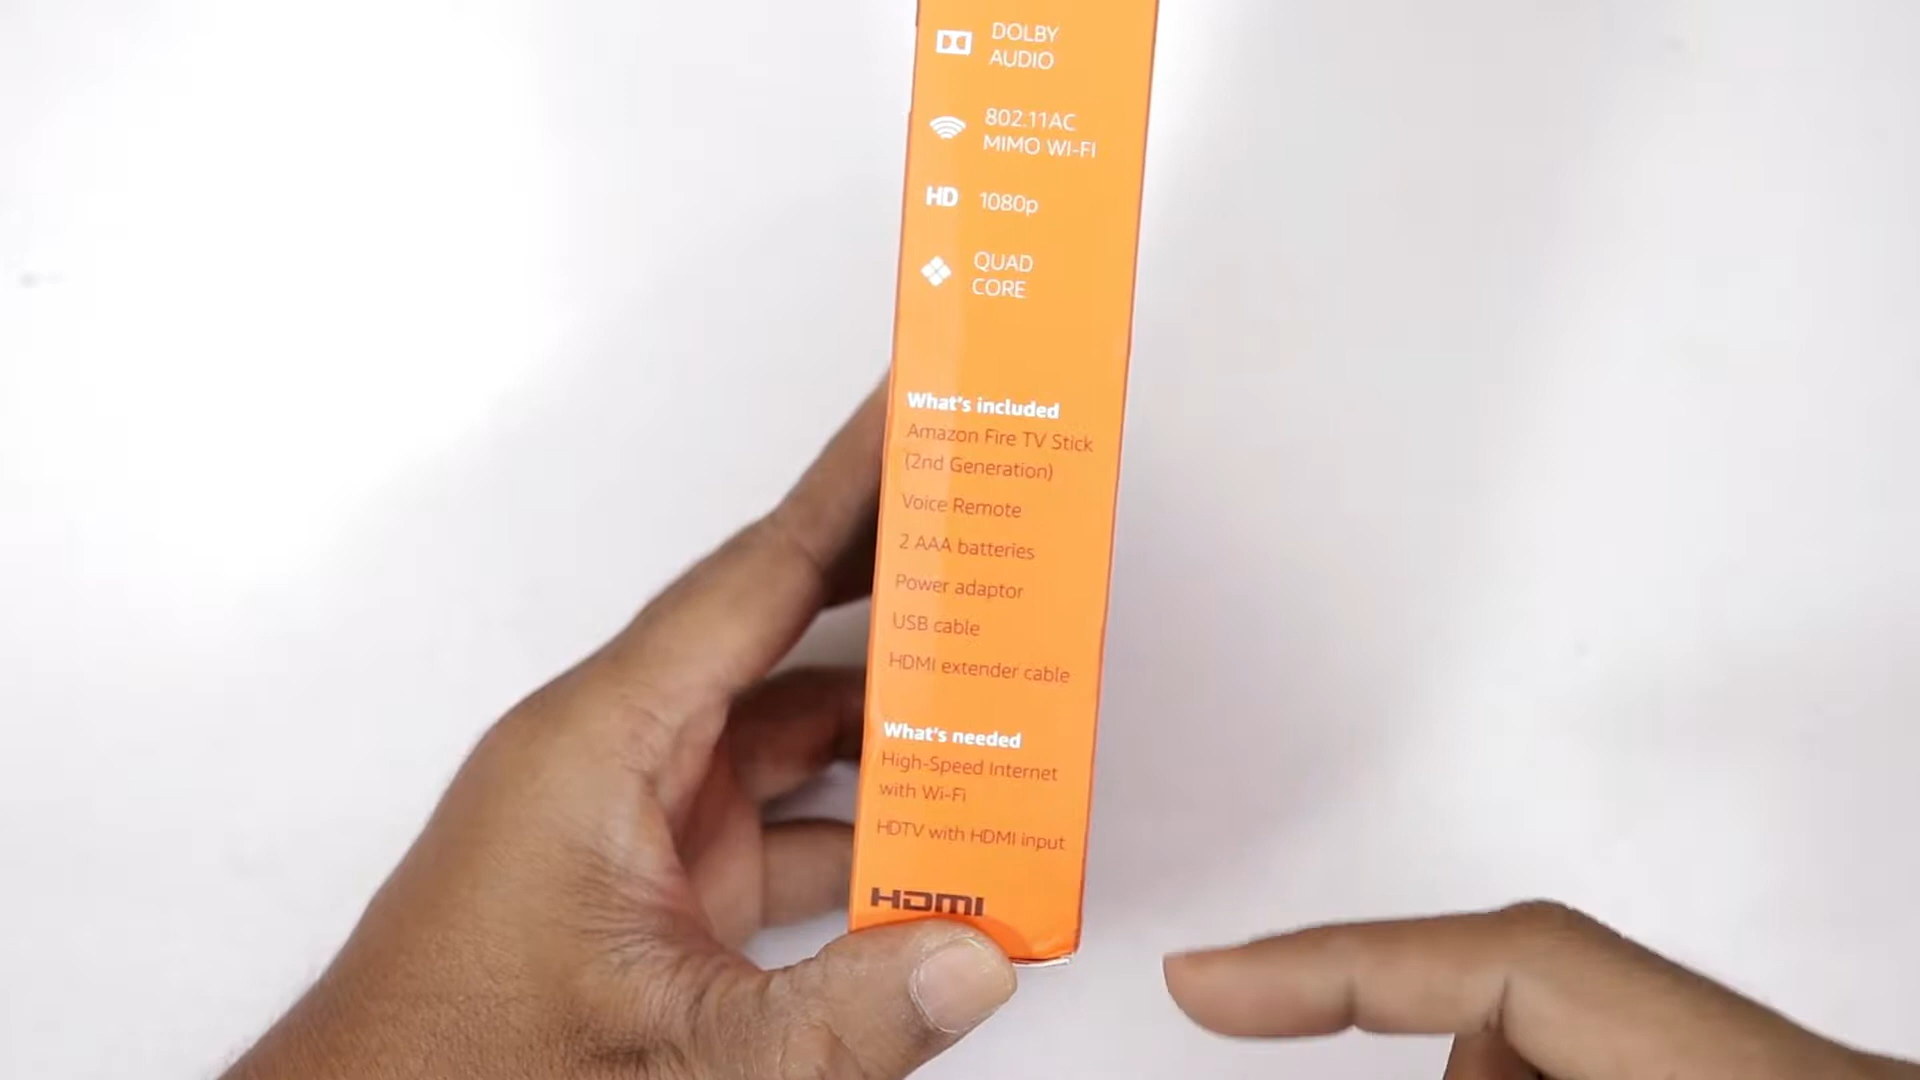 DOLBY
AUDIO
802.11AC
MIMO WI-FI
HD 1080p
QUAD
CORE
What's included
Amazon Fire TV Stick
(2nd Generation)
Voice Remote
2 AAA batteries
Power adaptor
USB cable
HDMI extender cable
What's needed
High-Speed Internet
with Wi-Fi
HDTV with HDMI input
HDMI